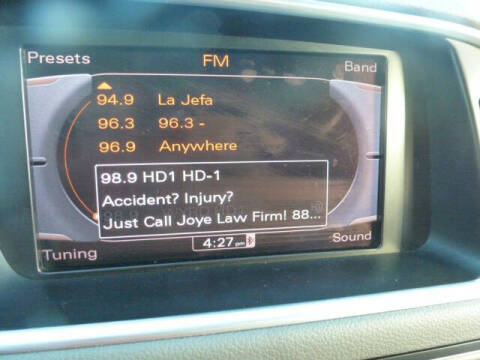 Presets FM Band
94.9 La Jefa
96.3 96.3 -
96.9 Anywhere
98.9 HD1 HD-1
Accident? Injury?
Just Call Joye Law Firm! 88...
4:27 pm
Tuning Sound